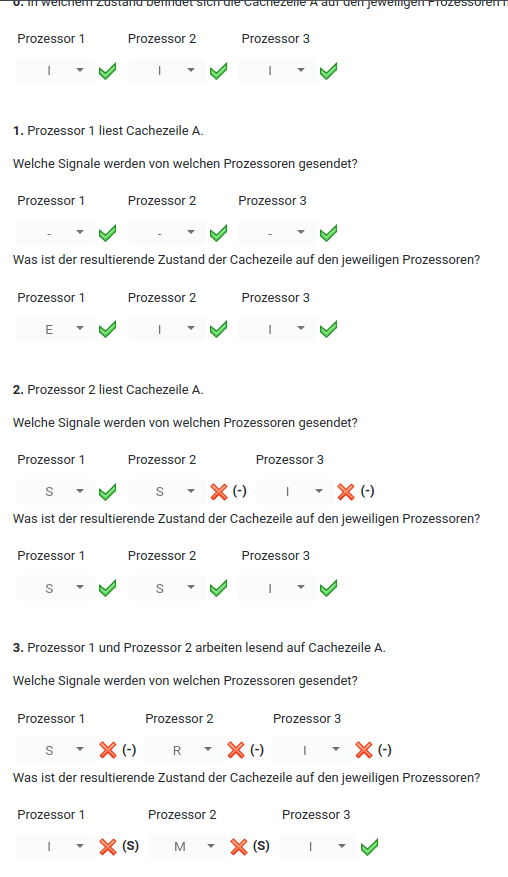 0. In welchem Zustand befindet sich die Cachezeile A auf den jeweiligen Prozessoren
Prozessor 1 Prozessor 2 Prozessor 3
I I I
1. Prozessor 1 liest Cachezeile A.
Welche Signale werden von welchen Prozessoren gesendet?
Prozessor 1 Prozessor 2 Prozessor 3
- - -
Was ist der resultierende Zustand der Cachezeile auf den jeweiligen Prozessoren?
Prozessor 1 Prozessor 2 Prozessor 3
E I I
2. Prozessor 2 liest Cachezeile A.
Welche Signale werden von welchen Prozessoren gesendet?
Prozessor 1 Prozessor 2 Prozessor 3
S S (-) I (-)
Was ist der resultierende Zustand der Cachezeile auf den jeweiligen Prozessoren?
Prozessor 1 Prozessor 2 Prozessor 3
S S I
3. Prozessor 1 und Prozessor 2 arbeiten lesend auf Cachezeile A.
Welche Signale werden von welchen Prozessoren gesendet?
Prozessor 1 Prozessor 2 Prozessor 3
S (-) R (-) I (-)
Was ist der resultierende Zustand der Cachezeile auf den jeweiligen Prozessoren?
Prozessor 1 Prozessor 2 Prozessor 3
I (S) M (S) I